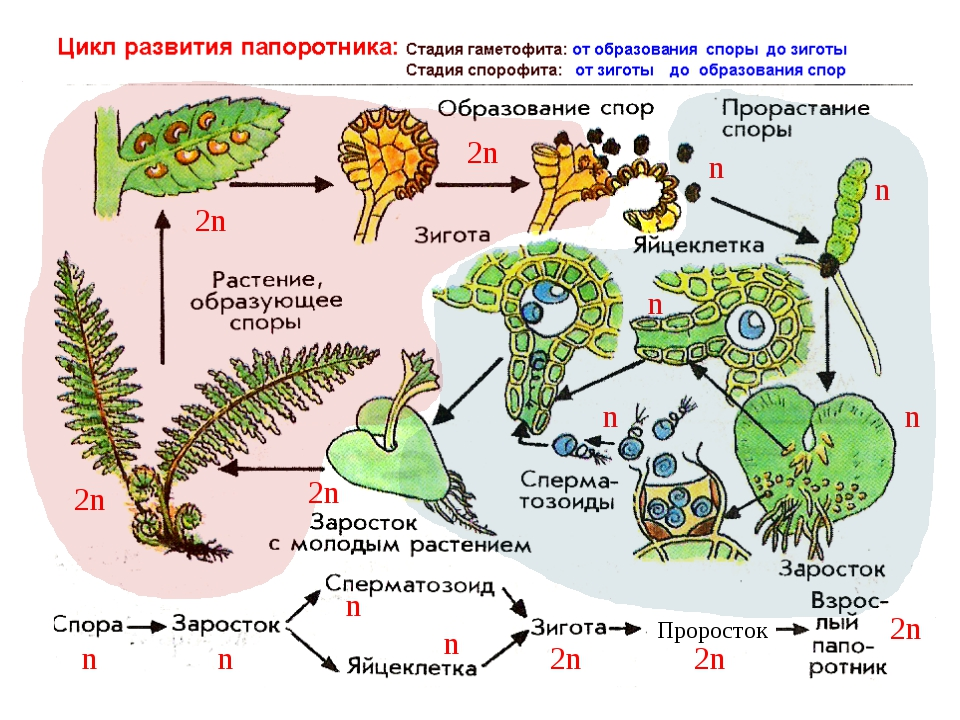 Цикл развития папоротника: Стадия гаметофита: от образования споры до зиготы
Стадия спорофита: от зиготы до образования спор
Образование спор
Прорастание
споры
2n
n
n
2n
Зигота
Яйцеклетка
Растение,
образующее
споры
n
n
n
2n
2n
Сперма-
тозоиды
Заросток
с молодым растением
Заросток
Сперматозоид
n
Спора
Заросток
Зигота
Проросток
Взрос-
лый
папо-
ротник
2n
n
n
n
Яйцеклетка
2n
2n